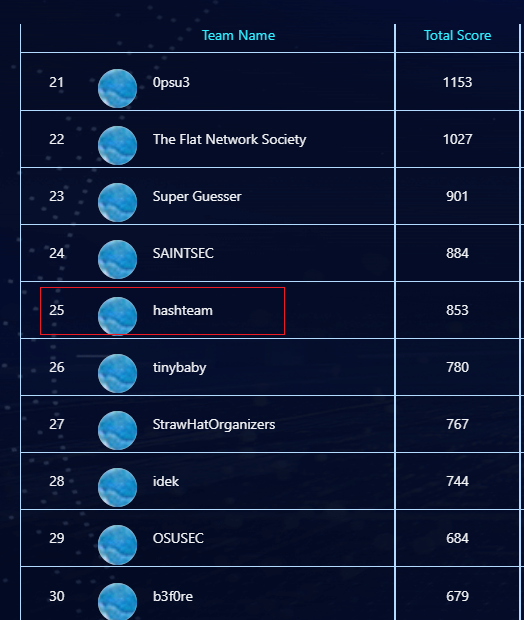 Team Name Total Score
21 0psu3 1153
22 The Flat Network Society 1027
23 Super Guesser 901
24 SAINTSEC 884
25 hashteam 853
26 tinybaby 780
27 StrawHatOrganizers 767
28 idek 744
29 OSUSEC 684
30 b3f0re 679